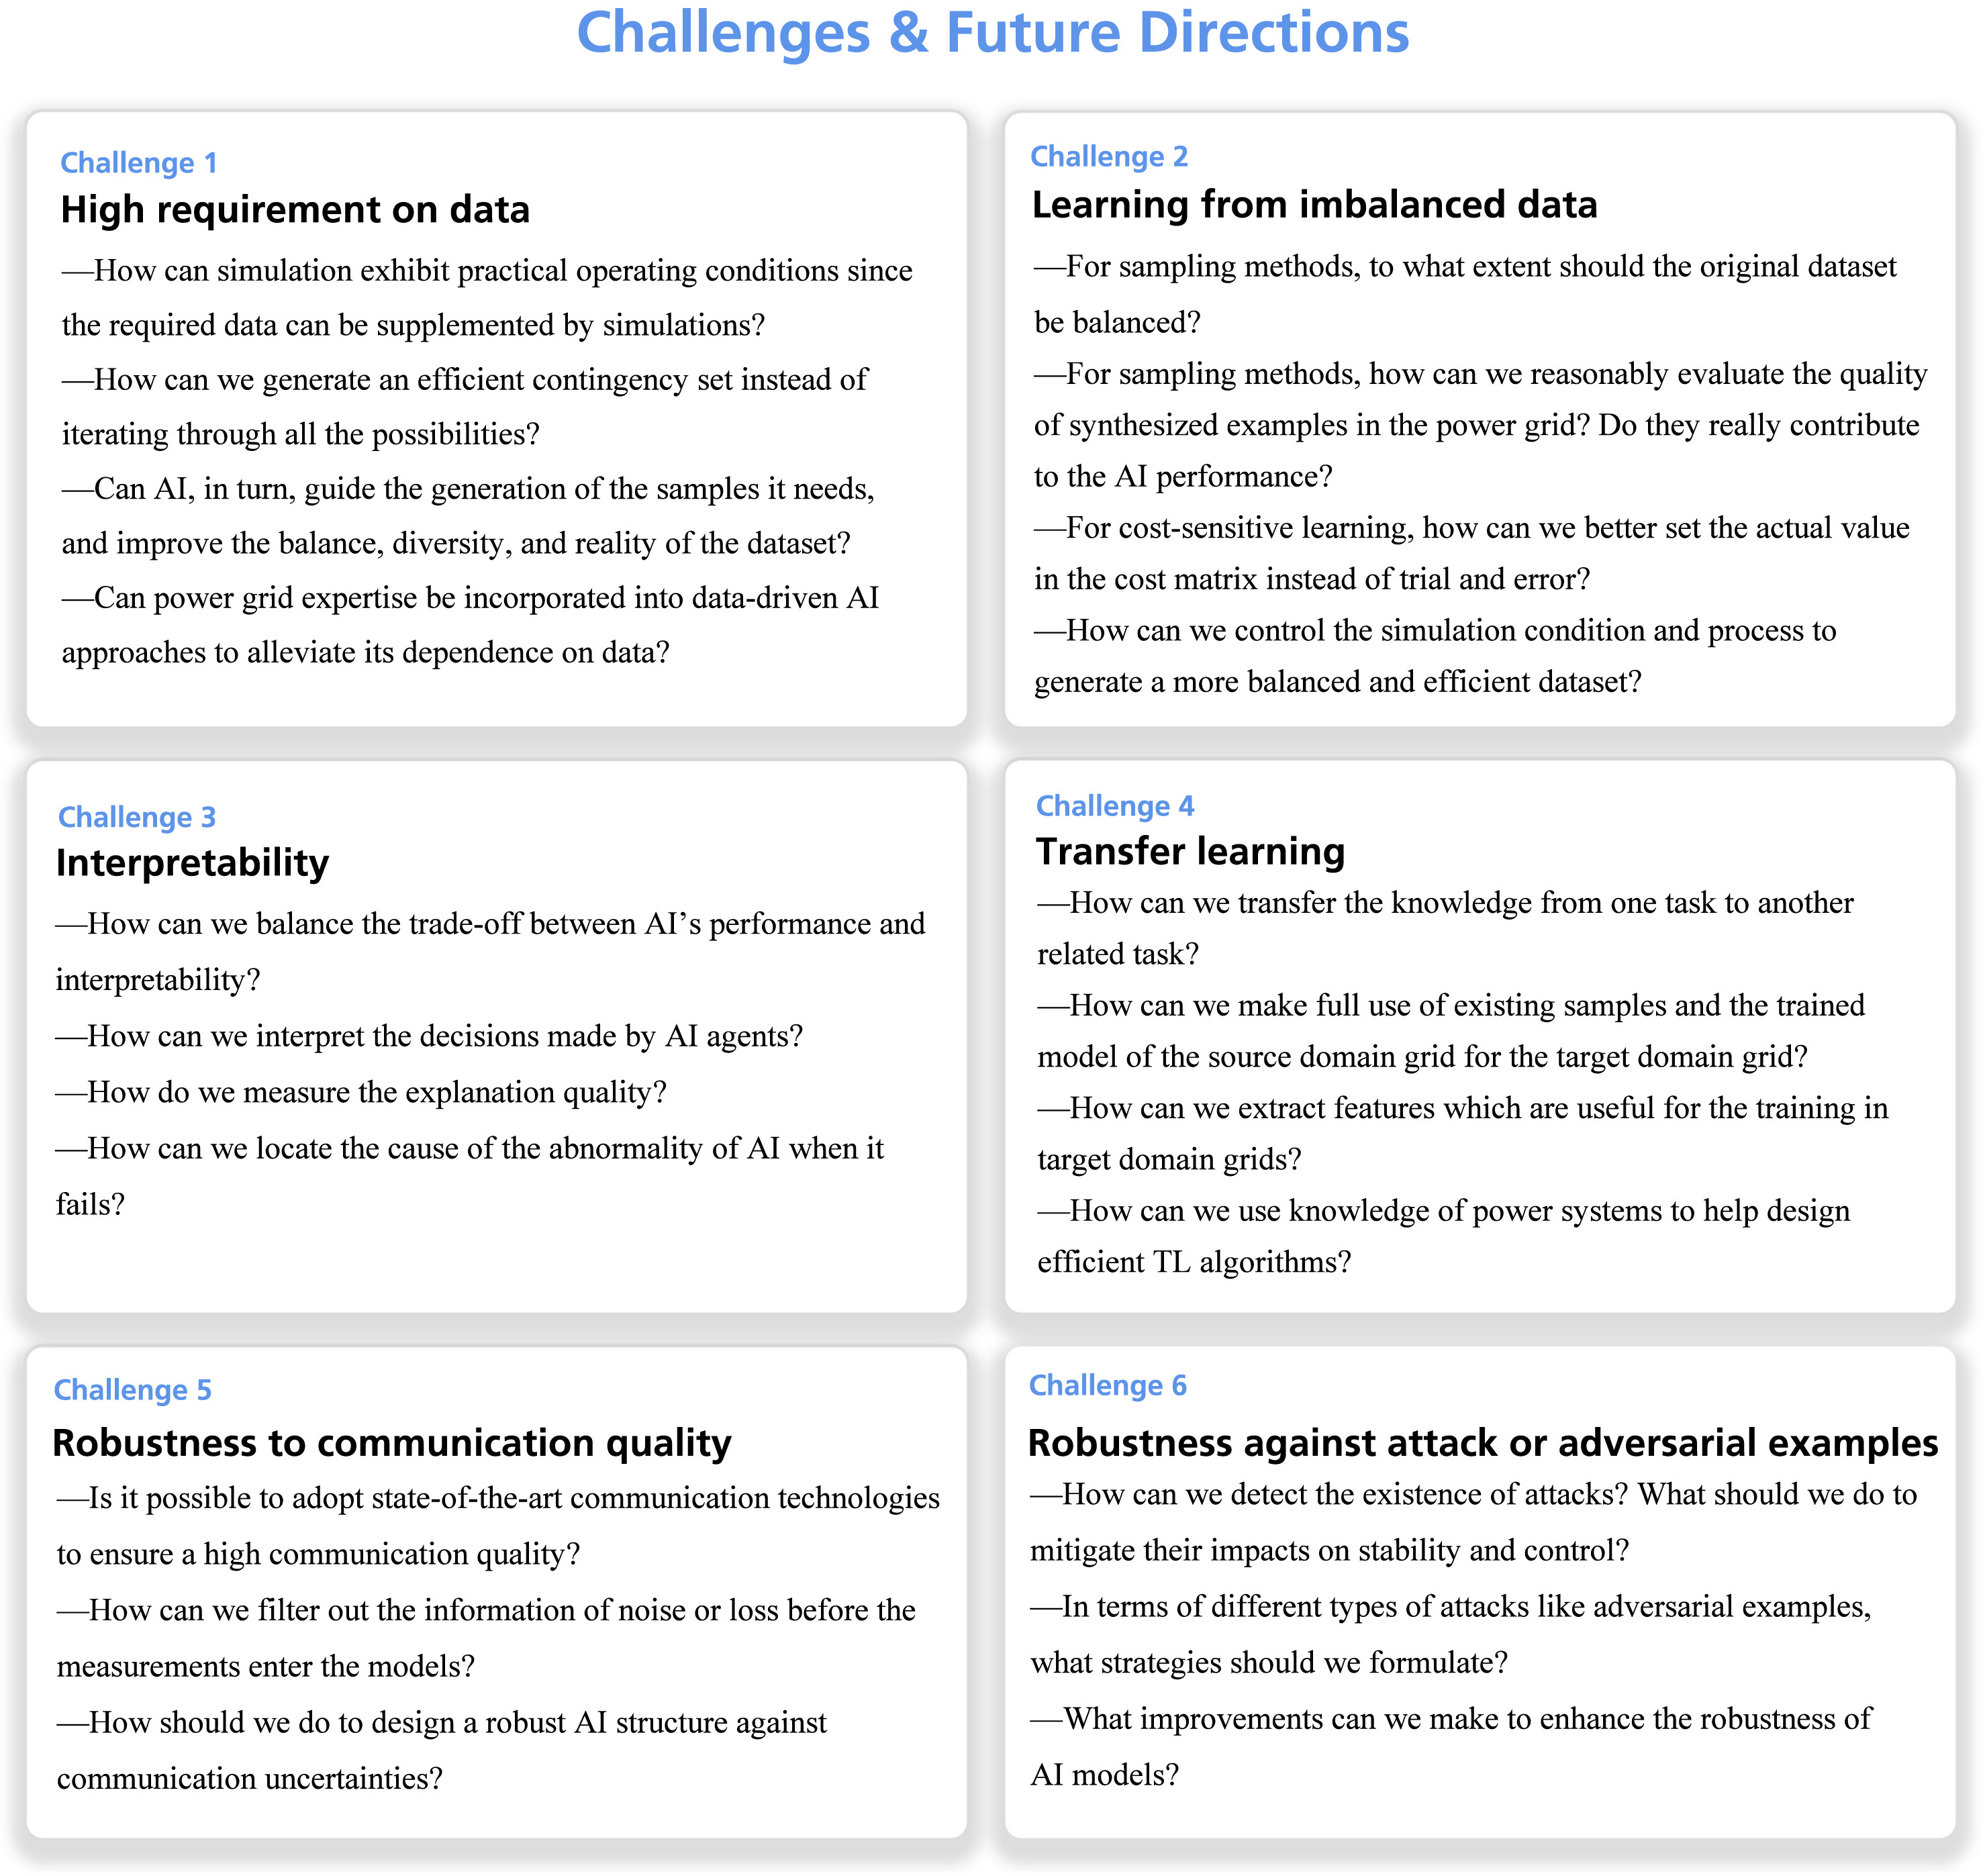 Challenges & Future Directions
Challenge 1
High requirement on data
—How can simulation exhibit practical operating conditions since
the required data can be supplemented by simulations?
—How can we generate an efficient contingency set instead of
iterating through all the possibilities?
—Can AI, in turn, guide the generation of the samples it needs,
and improve the balance, diversity, and reality of the dataset?
—Can power grid expertise be incorporated into data-driven AI
approaches to alleviate its dependence on data?
Challenge 2
Learning from imbalanced data
—For sampling methods, to what extent should the original dataset
be balanced?
—For sampling methods, how can we reasonably evaluate the quality
of synthesized examples in the power grid? Do they really contribute
to the AI performance?
—For cost-sensitive learning, how can we better set the actual value
in the cost matrix instead of trial and error?
—How can we control the simulation condition and process to
generate a more balanced and efficient dataset?
Challenge 3
Interpretability
—How can we balance the trade-off between AI’s performance and
interpretability?
—How can we interpret the decisions made by AI agents?
—How do we measure the explanation quality?
—How can we locate the cause of the abnormality of AI when it
fails?
Challenge 4
Transfer learning
—How can we transfer the knowledge from one task to another
related task?
—How can we make full use of existing samples and the trained
model of the source domain grid for the target domain grid?
—How can we extract features which are useful for the training in
target domain grids?
—How can we use knowledge of power systems to help design
efficient TL algorithms?
Challenge 5
Robustness to communication quality
—Is it possible to adopt state-of-the-art communication technologies
to ensure a high communication quality?
—How can we filter out the information of noise or loss before the
measurements enter the models?
—How should we do to design a robust AI structure against
communication uncertainties?
Challenge 6
Robustness against attack or adversarial examples
—How can we detect the existence of attacks? What should we do to
mitigate their impacts on stability and control?
—In terms of different types of attacks like adversarial examples,
what strategies should we formulate?
—What improvements can we make to enhance the robustness of
AI models?